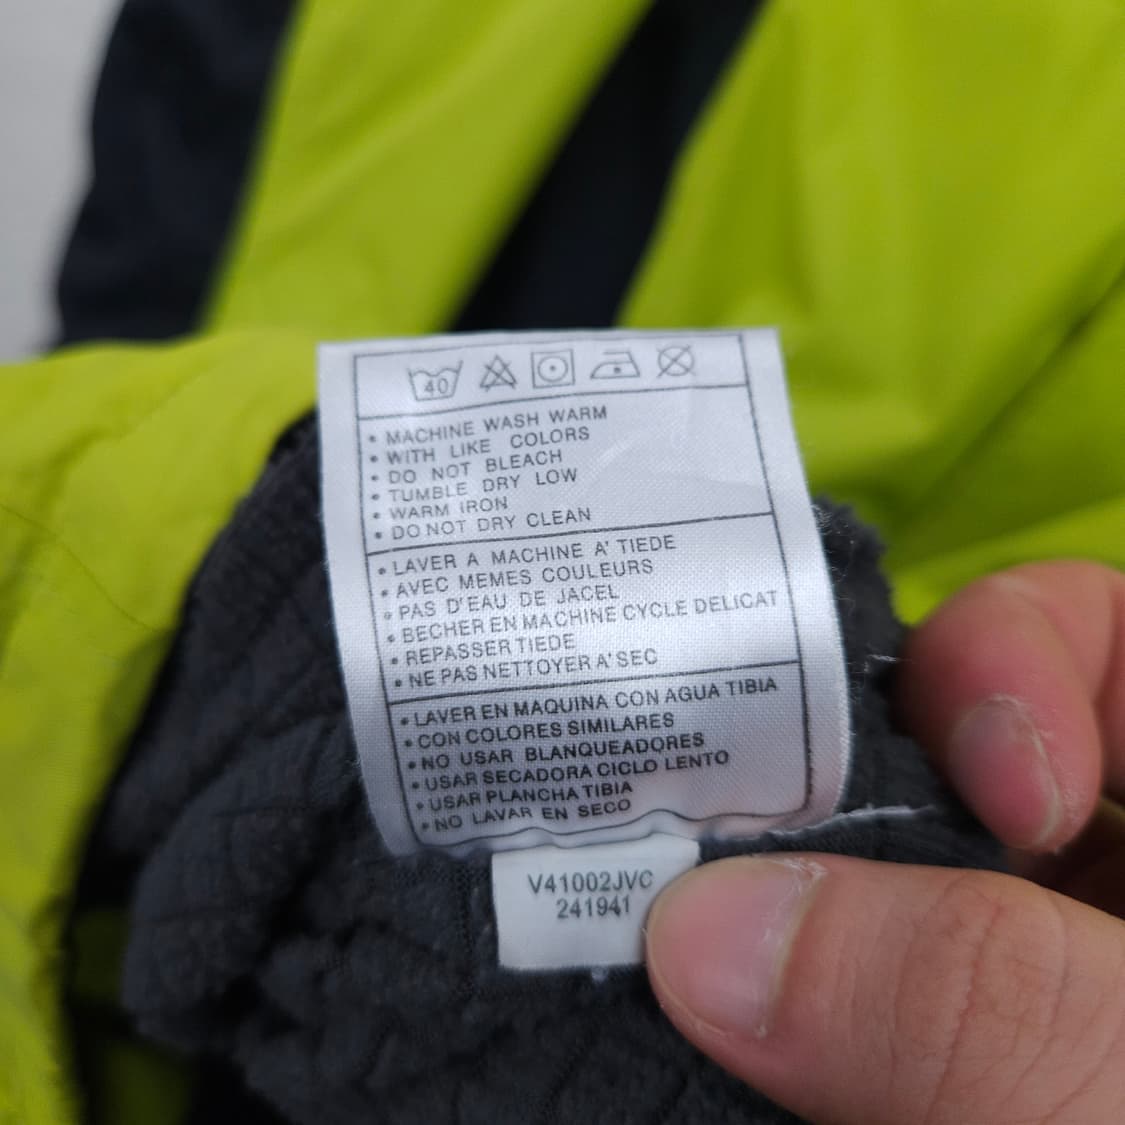 40
• MACHINE WASH WARM
• WITH LIKE COLORS
• DO NOT BLEACH
• TUMBLE DRY LOW
• WARM IRON
• DO NOT DRY CLEAN
• LAVER A MACHINE A' TIEDE
• AVEC MEMES COULEURS
• PAS D'EAU DE JACEL
• BECHER EN MACHINE CYCLE DELICAT
• REPASSER TIEDE
• NE PAS NETTOYER A' SEC
• LAVER EN MAQUINA CON AGUA TIBIA
• CON COLORES SIMILARES
• NO USAR BLANQUEADORES
• USAR SECADORA CICLO LENTO
• USAR PLANCHA TIBIA
• NO LAVAR EN SECO
V41002JVC
241941